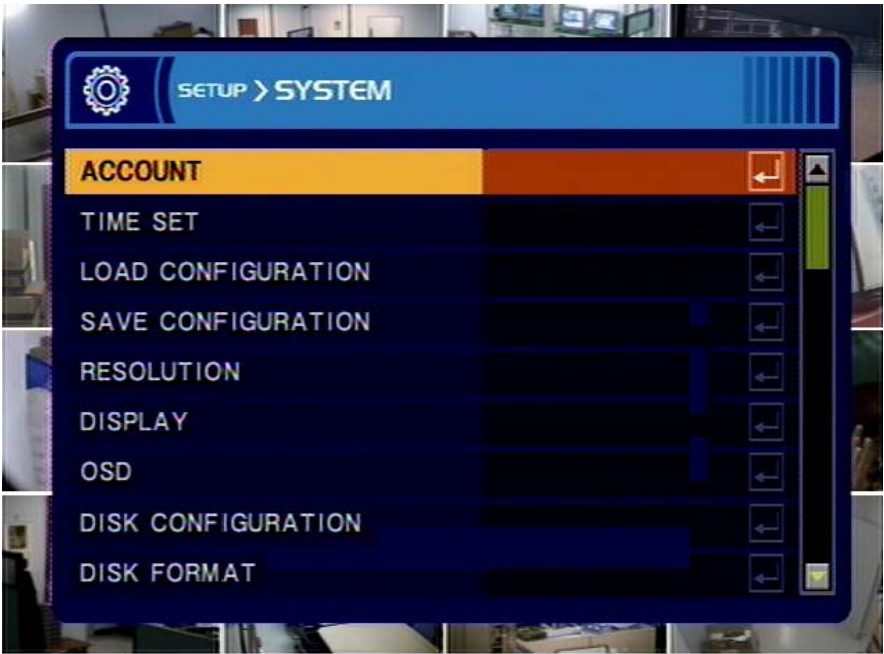 SETUP > SYSTEM
ACCOUNT
TIME SET
LOAD CONFIGURATION
SAVE CONFIGURATION
RESOLUTION
DISPLAY
OSD
DISK CONFIGURATION
DISK FORMAT